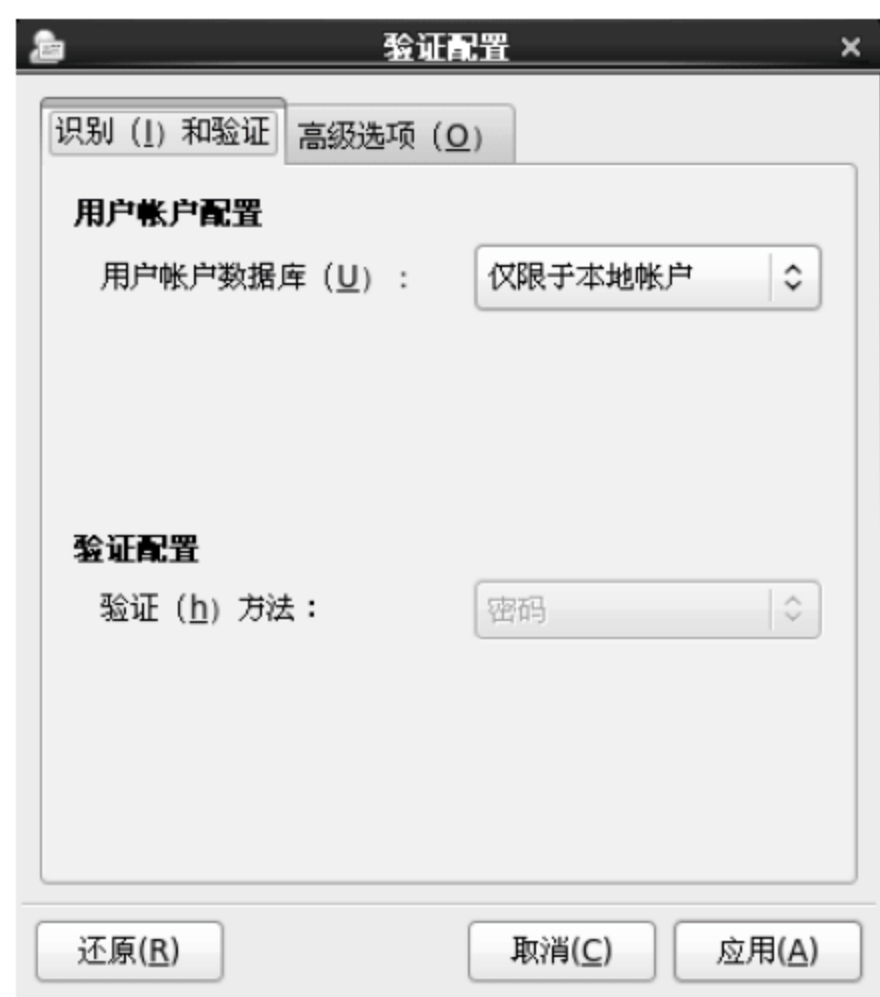 验证配置
识别（I）和验证
高级选项（O）
用户帐户配置
用户帐户数据库（U）：
仅限于本地帐户
验证配置
验证（h）方法：
密码
还原(R)
取消(C)
应用(A)